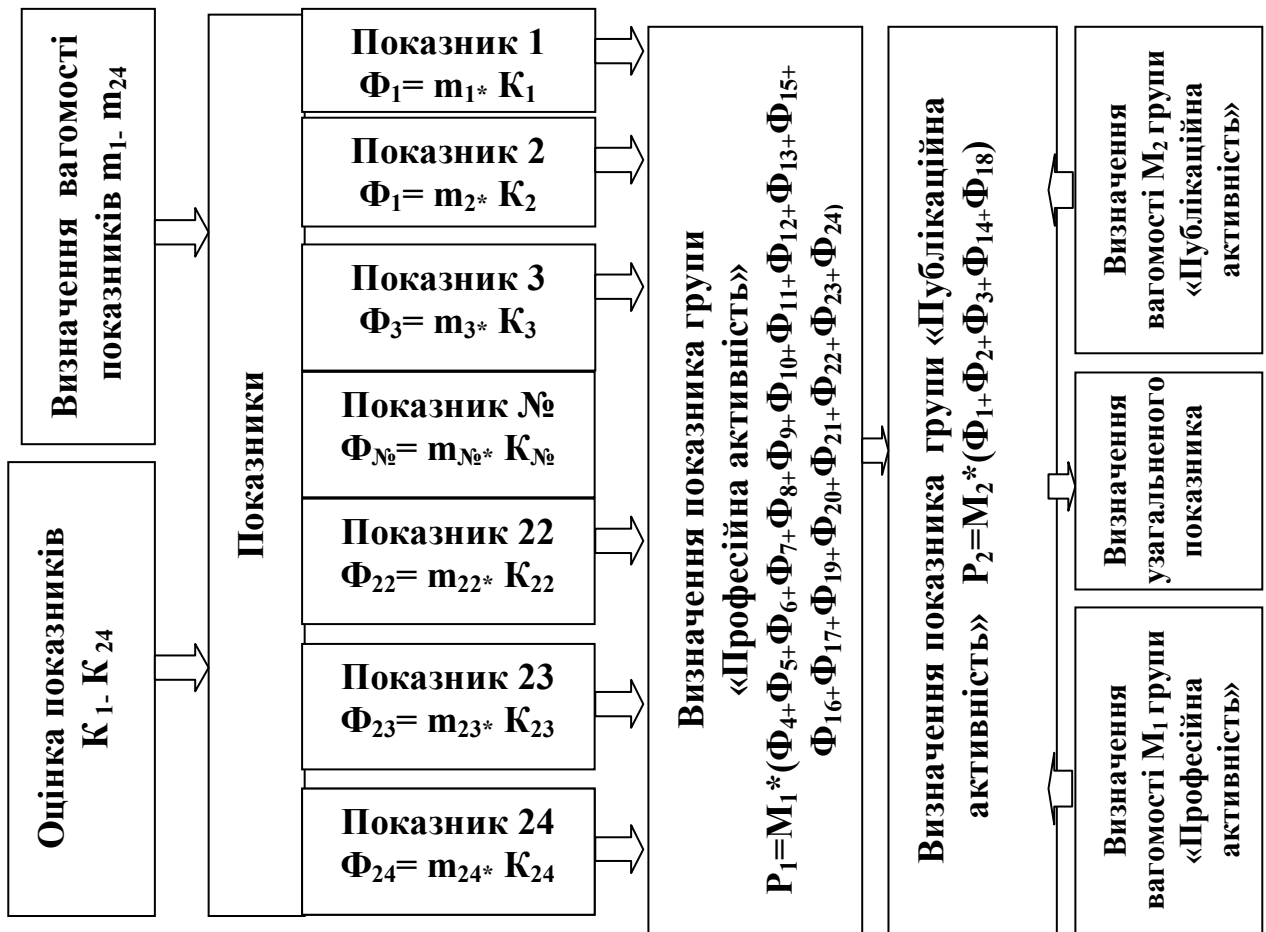 Визначення вагомості
показників m1- m24
Оцінка показників
К 1- К 24
Показники
Показник 1
Ф1= m1* К1
Показник 2
Ф1= m2* К2
Показник 3
Ф3= m3* К3
Показник №
Ф№= m№* К№
Показник 22
Ф22= m22* К22
Показник 23
Ф23= m23* К23
Показник 24
Ф24= m24* К24
Визначення показника групи
«Професійна активність»
Р1=М1*(Ф4+Ф5+Ф6+Ф7+Ф8+Ф9+Ф10+Ф11+Ф12+Ф13+Ф15+
Ф16+Ф17+Ф19+Ф20+Ф21+Ф22+Ф23+Ф24)
Визначення показника групи «Публікаційна
активність» Р2=М2*(Ф1+Ф2+Ф3+Ф14+Ф18)
Визначення
вагомості М2 групи
«Публікаційна
активність»
Визначення
узагальненого
показника
Визначення
вагомості М1 групи
«Професійна
активність»